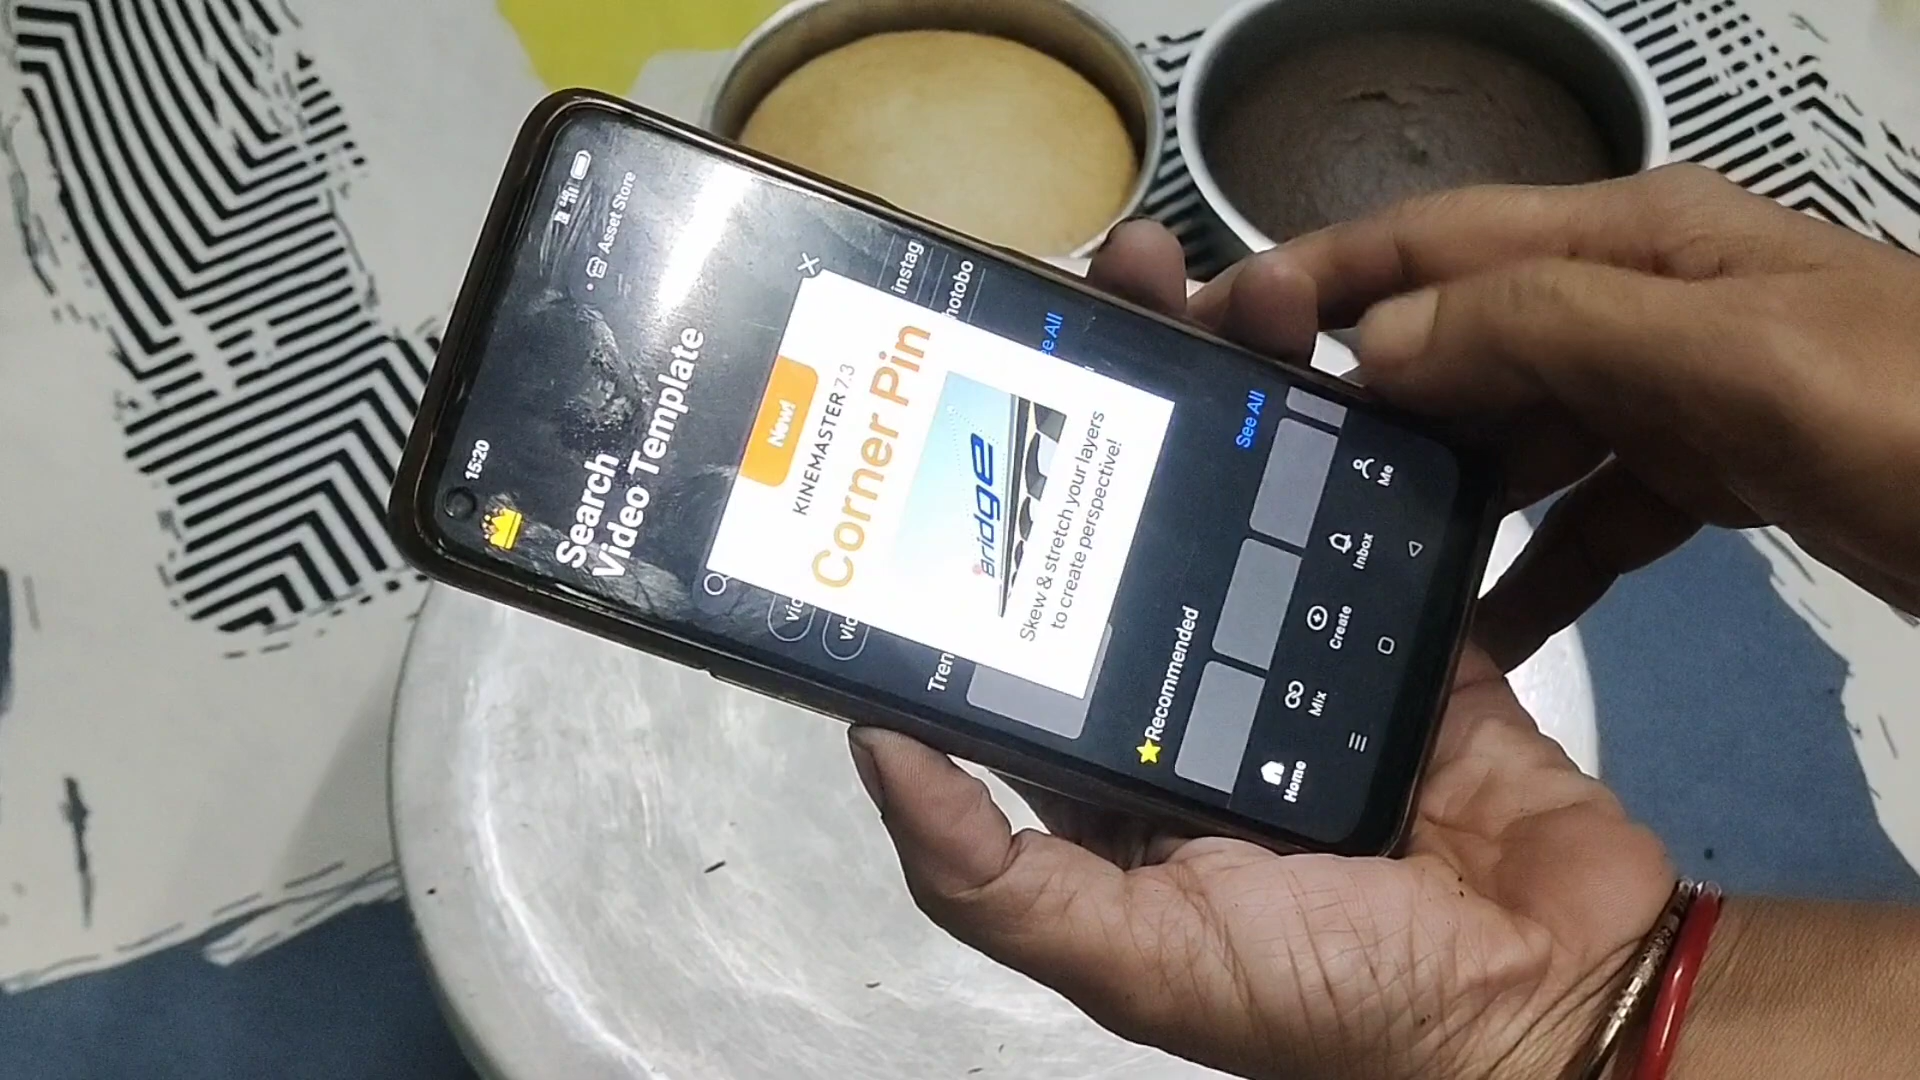 15:20
Asset Store
Search
Video Template
instag
hotobo
New!
KINEMASTER 7.3
Corner Pin
Bridge
Skew & stretch your layers
to create perspective!
Tren
ee All
Recommended
See All
Home
Mix
Create
Inbox
Me